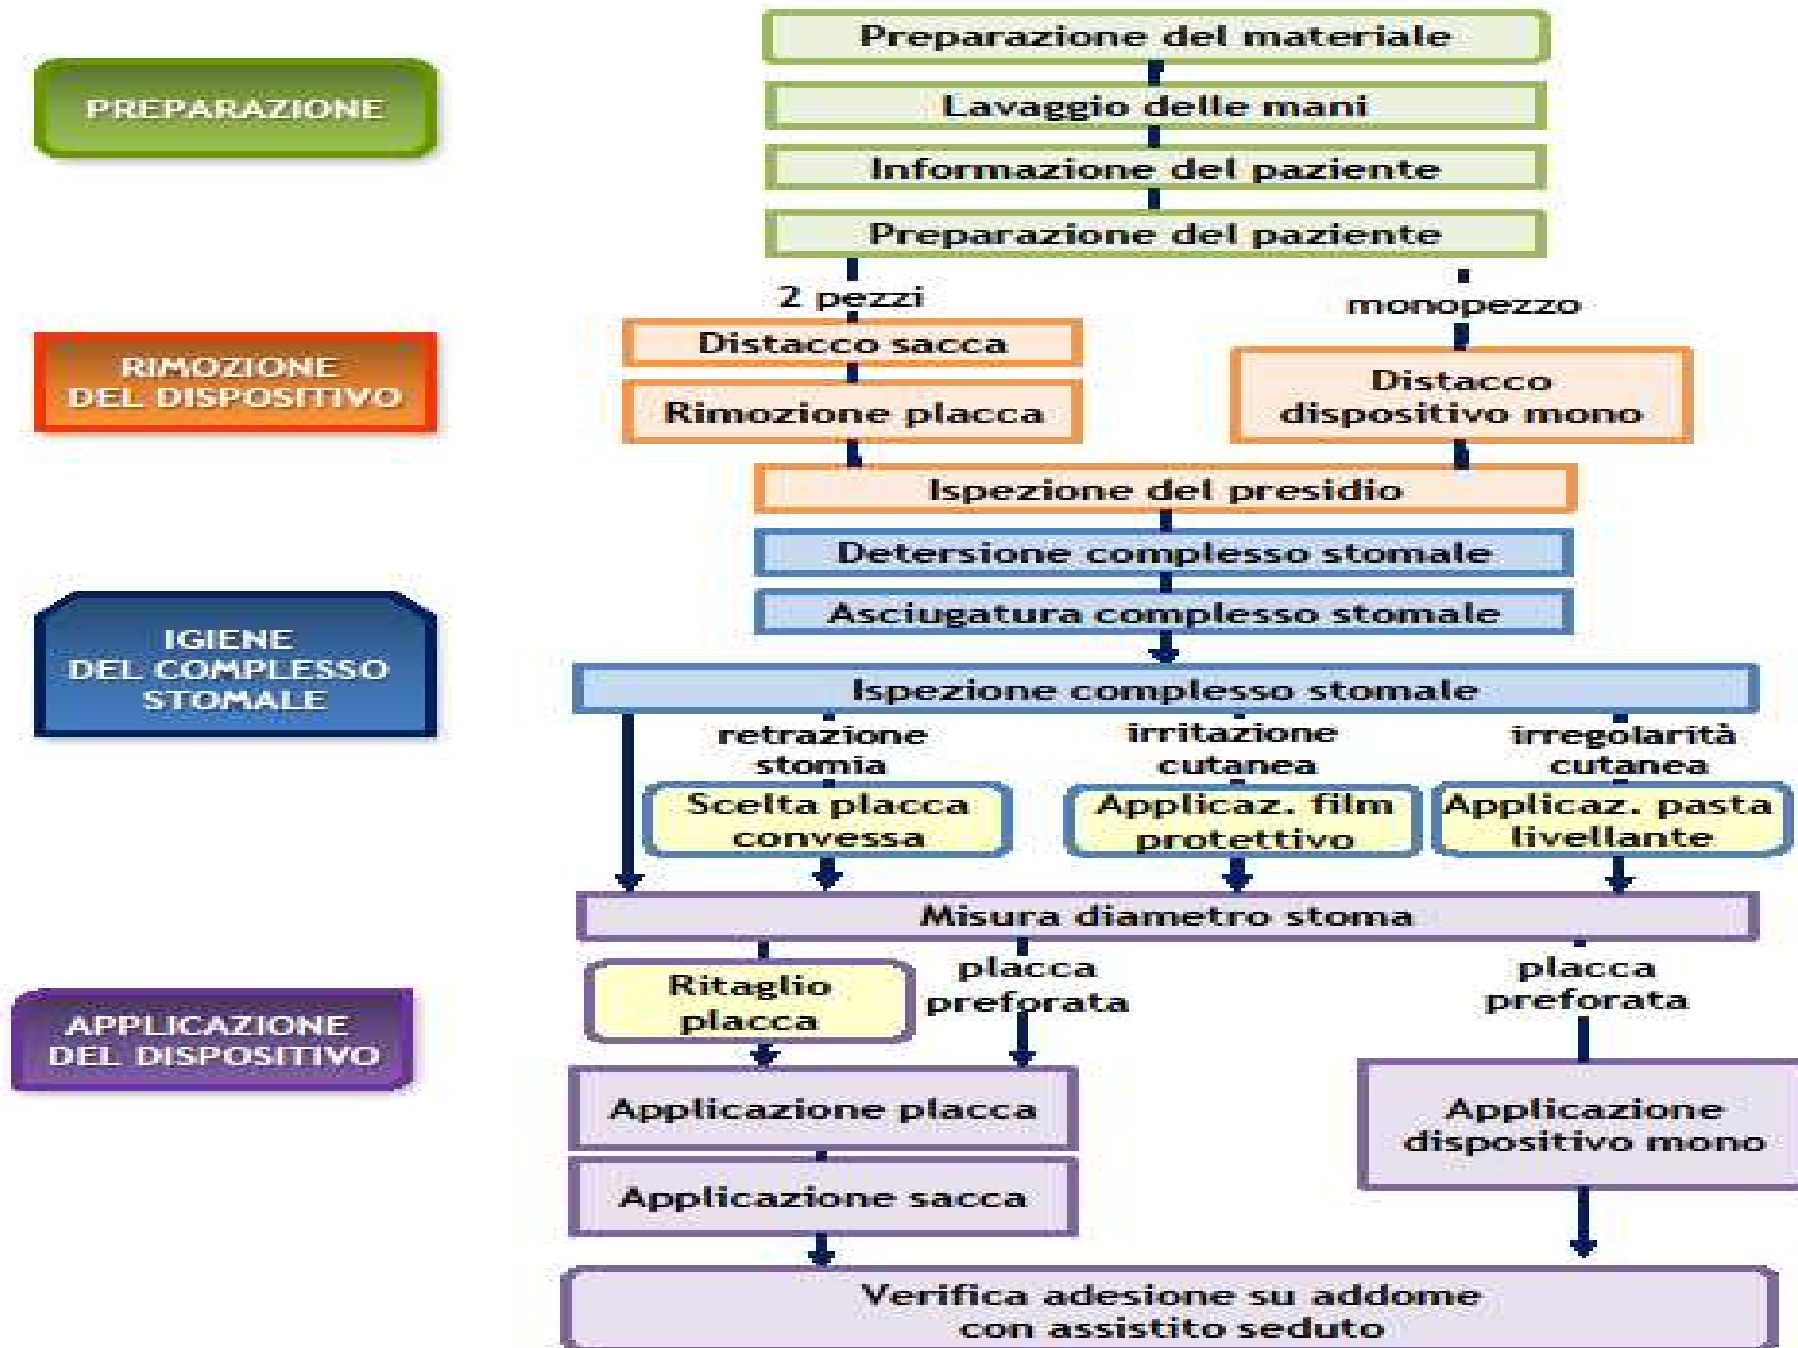 Preparazione del materiale
PREPARAZIONE
Lavaggio delle mani
Informazione del paziente
Preparazione del paziente
2 pezzi
monopezzo
RIMOZIONE
DEL DISPOSITIVO
Distacco sacca
Rimozione placca
Distacco
dispositivo mono
Ispezione del presidio
IGIENE
DEL COMPLESSO
STOMALE
Detersione complesso stomale
Asciugatura complesso stomale
Ispezione complesso stomale
retrazione
stomia
irritazione
cutanea
irregolarità
cutanea
Scelta placca
convessa
Applicaz. film
protettivo
Applicaz. pasta
livellante
Misura diametro stoma
APPLICAZIONE
DEL DISPOSITIVO
Ritaglio
placca
placca
preforata
placca
preforata
Applicazione placca
Applicazione sacca
Applicazione
dispositivo mono
Verifica adesione su addome
con assistito seduto